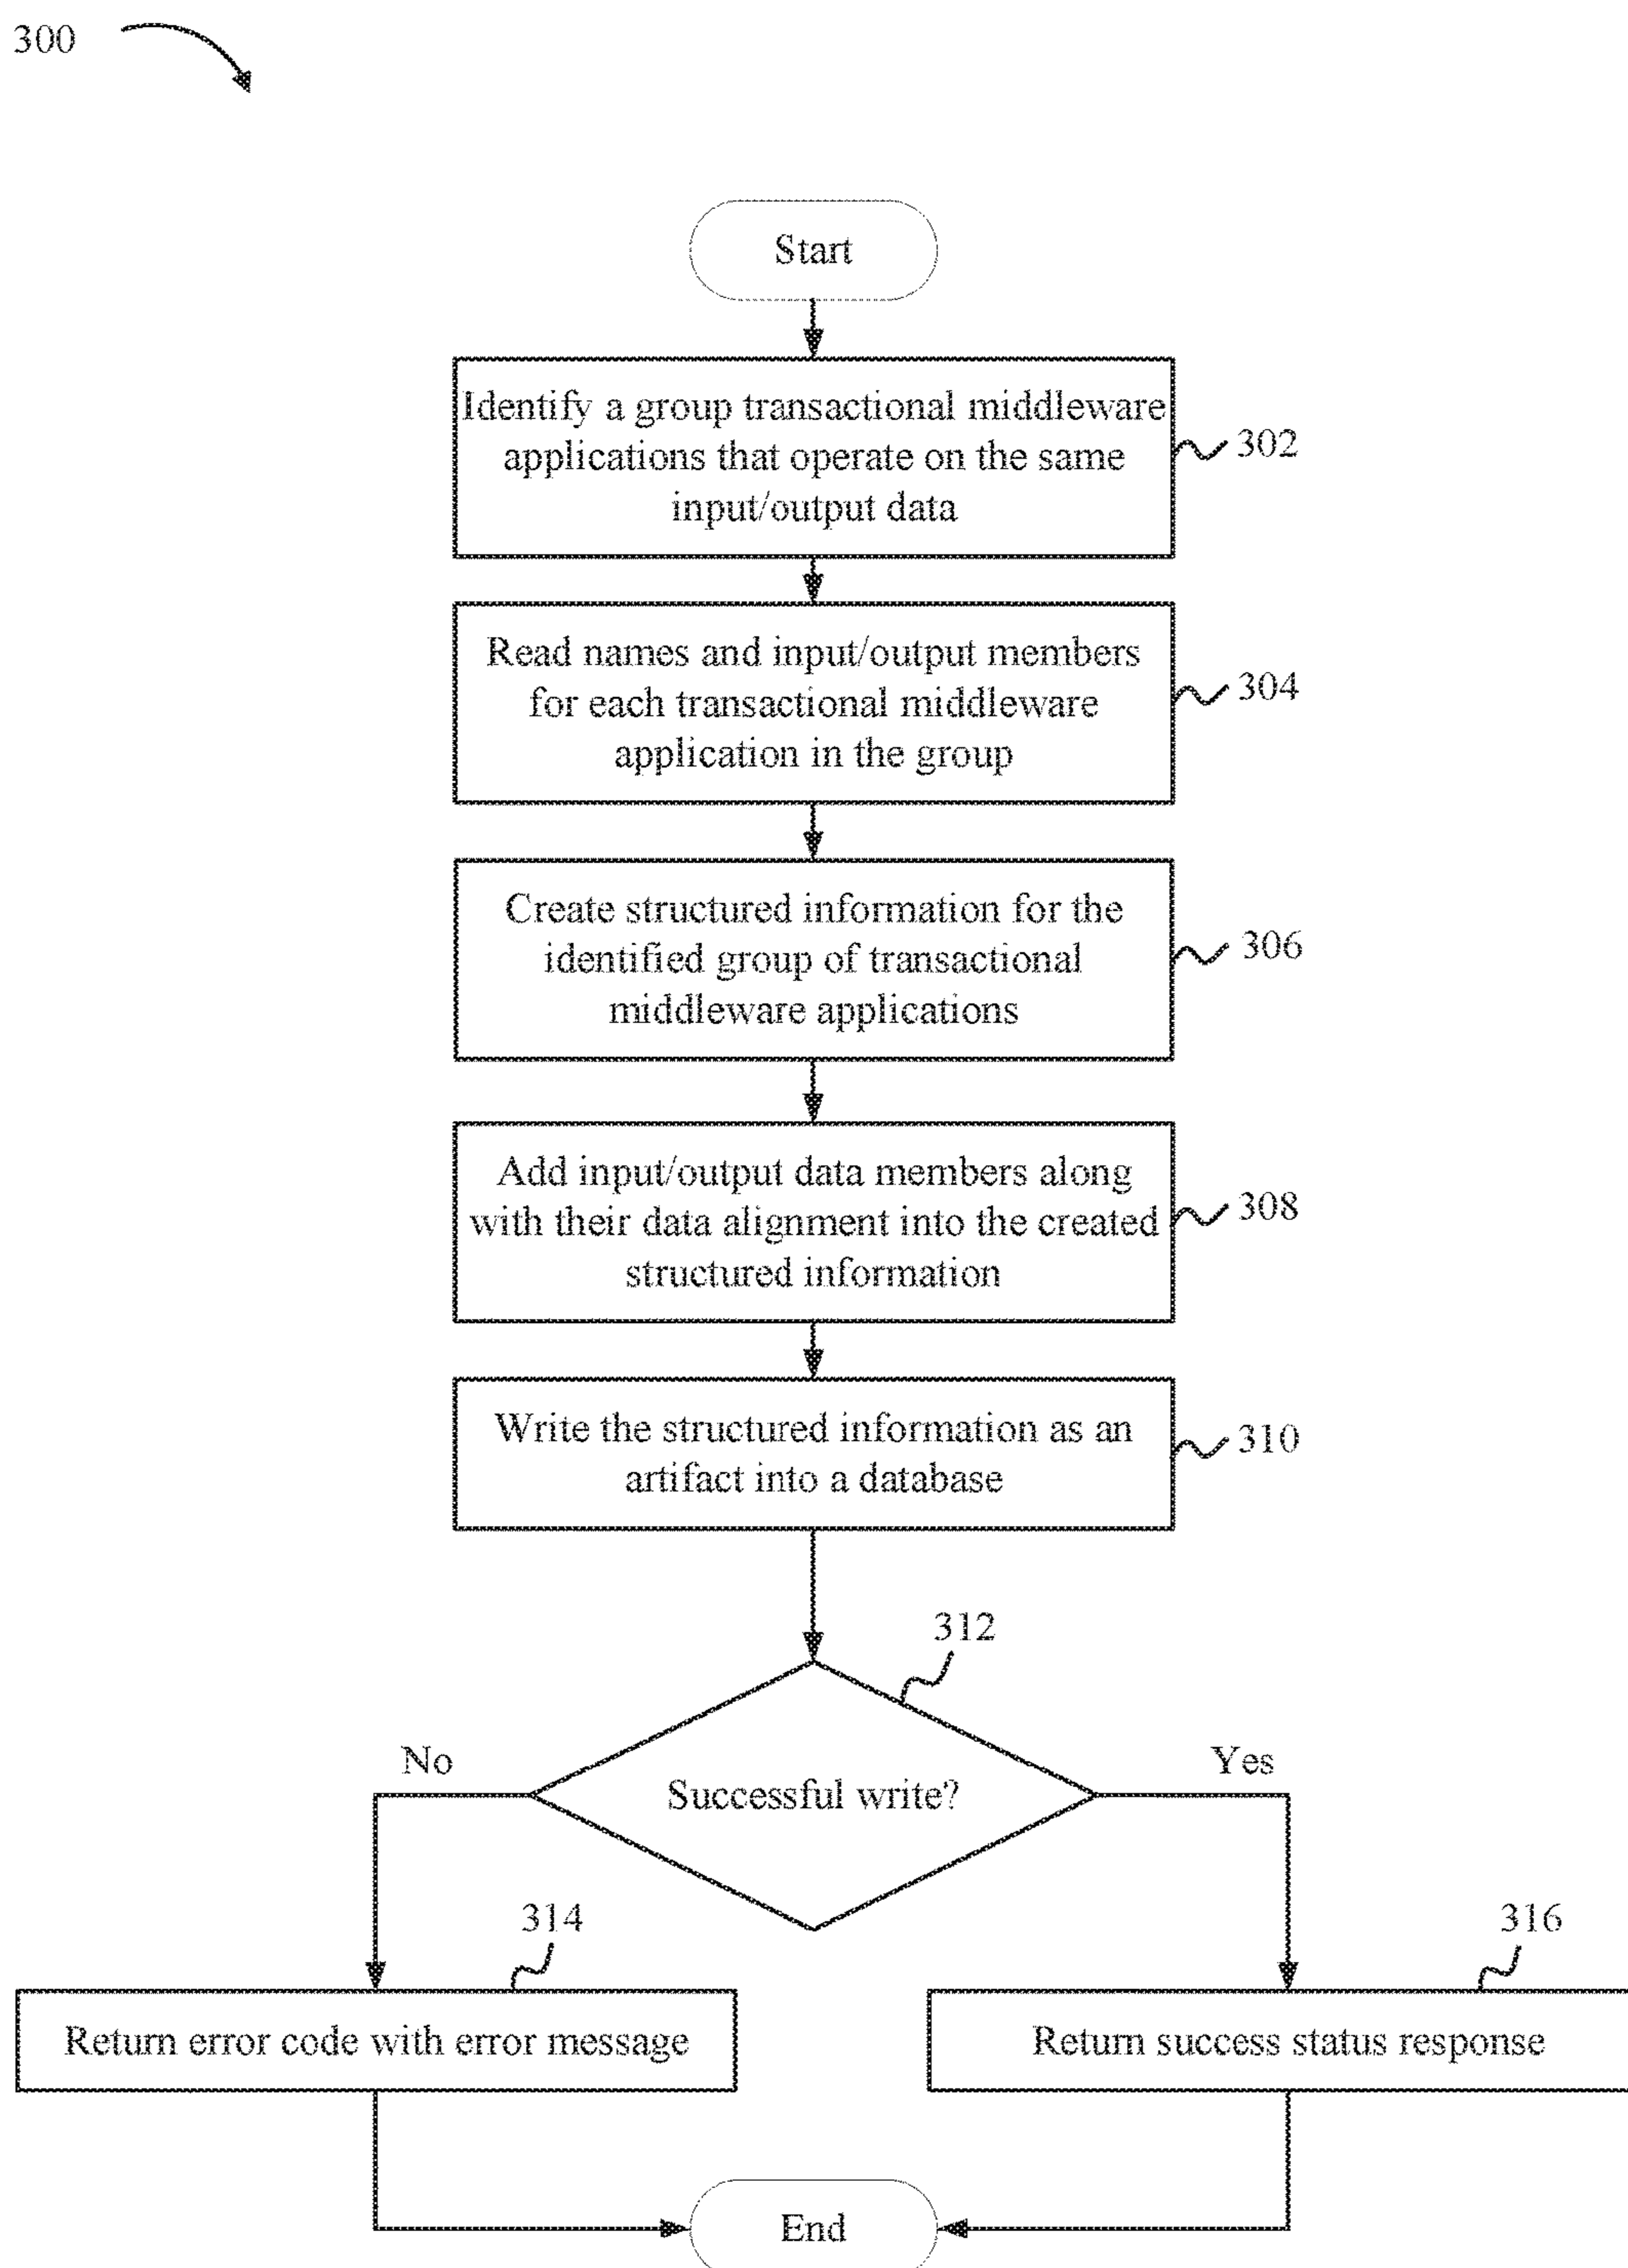 300
Start
Identify a group transactional middleware
applications that operate on the same
input/output data
302
Read names and input/output members
for each transactional middleware
application in the group
304
Create structured information for the
identified group of transactional
middleware applications
306
Add input/output data members along
with their data alignment into the created
structured information
308
Write the structured information as an
artifact into a database
310
312
Successful write?
No
Yes
314
316
Return error code with error message
Return success status response
End